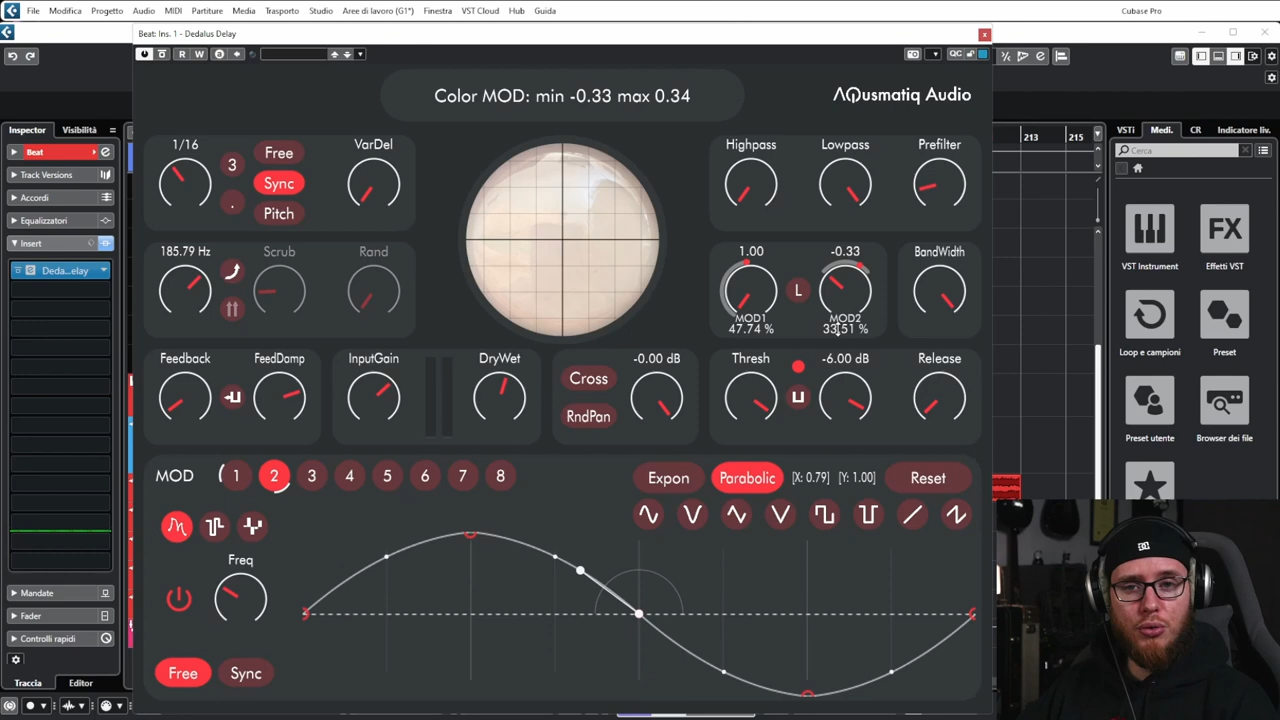 File Modifica Progetto Audio MIDI Partiture Media Trasporto Studio Aree di lavoro (G1*) Finestra VST Cloud Hub Guida Cubase Pro
Beat: Ins. 1 - Dedalus Delay
R W
QC
Color MOD: min -0.33 max 0.34
AQusmatiq Audio
Inspector Visibilità
213 215
VSTi Medi. CR Indicatore liv.
Beat
Cerca
1/16 3 Free VarDel
Highpass Lowpass Prefilter
Track Versions
Sync
Accordi
. Pitch
Equalizzatori
Insert
185.79 Hz Scrub Rand
1.00 -0.33 BandWidth
VST Instrument Effetti VST
Deda...elay
L
MOD1 MOD2
47.74 % 33.51 %
Loop e campioni Preset
Feedback FeedDamp InputGain DryWet
Cross -0.00 dB
Thresh -6.00 dB Release
RndPan
Preset utente Browser dei file
MOD 1 2 3 4 5 6 7 8
Expon Parabolic [X: 0.79] [Y: 1.00] Reset
Freq
Mandate
Fader
Controlli rapidi
Free Sync
Traccia Editor
DC